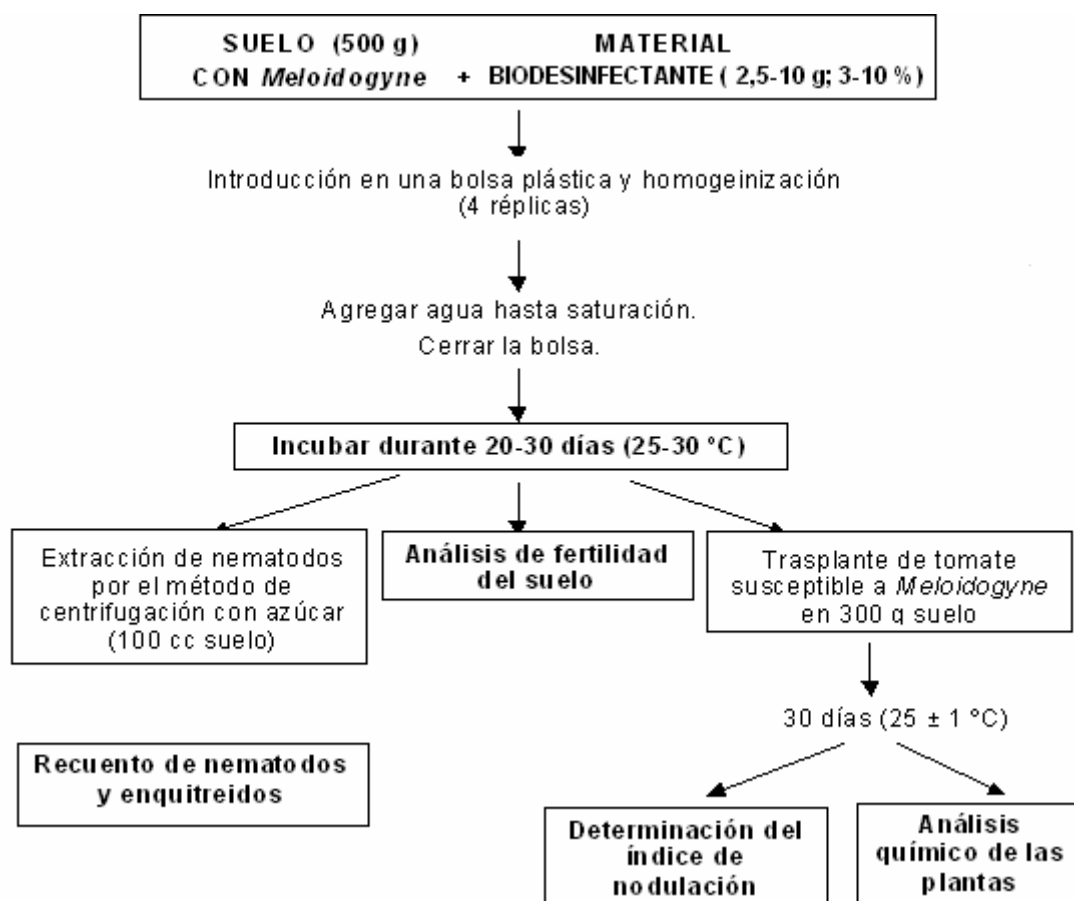 SUELO (500 g) MATERIAL
CON Meloidogyne + BIODESINFECTANTE ( 2,5-10 g; 3-10 %)
Introducción en una bolsa plástica y homogeinización
(4 réplicas)
Agregar agua hasta saturación.
Cerrar la bolsa.
Incubar durante 20-30 días (25-30 °C)
Extracción de nematodos
por el método de
centrifugación con azúcar
(100 cc suelo)
Análisis de fertilidad
del suelo
Trasplante de tomate
susceptible a Meloidogyne
en 300 g suelo
30 días (25 ± 1 °C)
Recuento de nematodos
y enquitreidos
Determinación del
índice de
nodulación
Análisis
químico de las
plantas